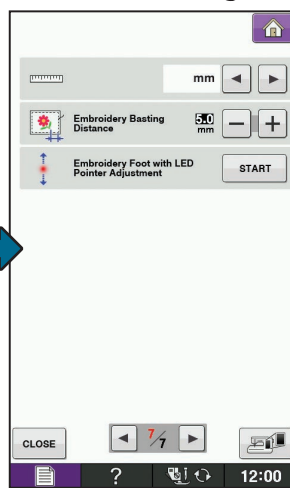 mm
Embroidery Basting
Distance
5.0
mm
Embroidery Foot with LED
Pointer Adjustment
START
CLOSE
7/7
?
12:00